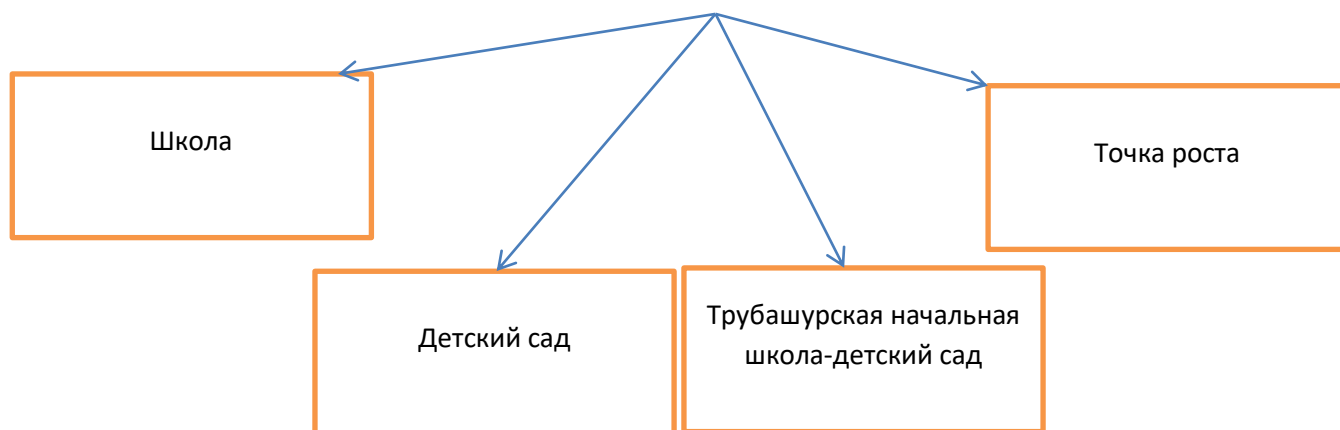 Школа
Точка роста
Детский сад
Трубашурская начальная
школа-детский сад